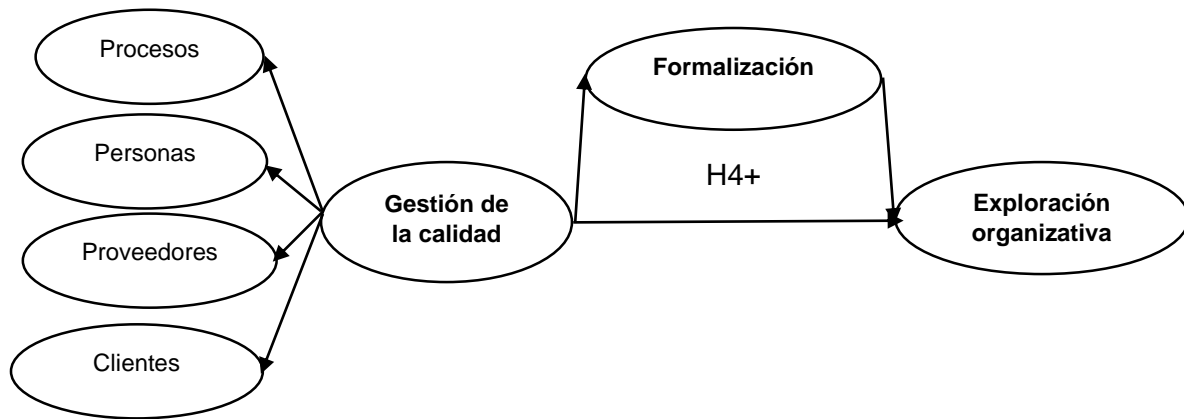 Procesos
Personas
Proveedores
Clientes
Gestión de
la calidad
Formalización
H4+
Exploración
organizativa